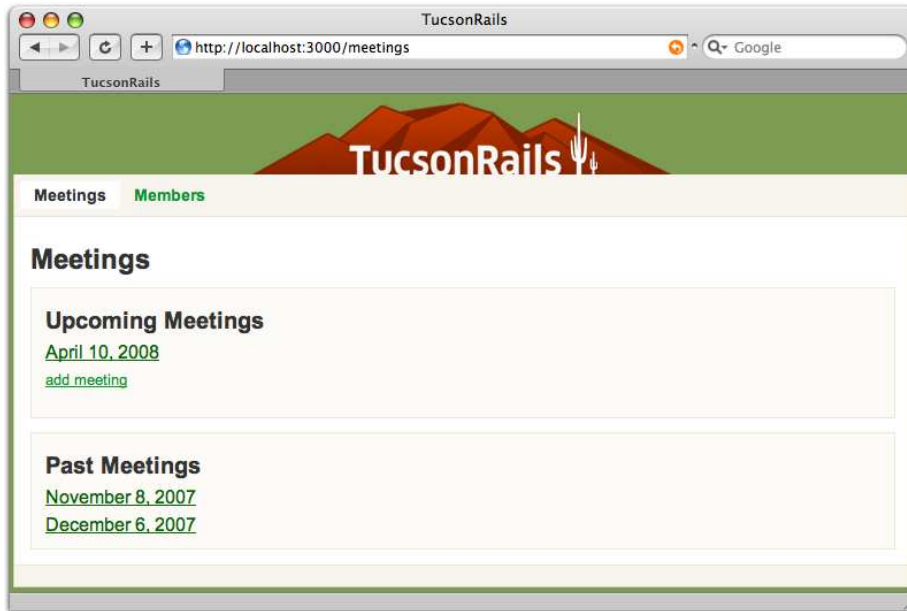 TucsonRails
http://localhost:3000/meetings
Google
TucsonRails
TucsonRails
Meetings Members
Meetings
Upcoming Meetings
April 10, 2008
add meeting
Past Meetings
November 8, 2007
December 6, 2007